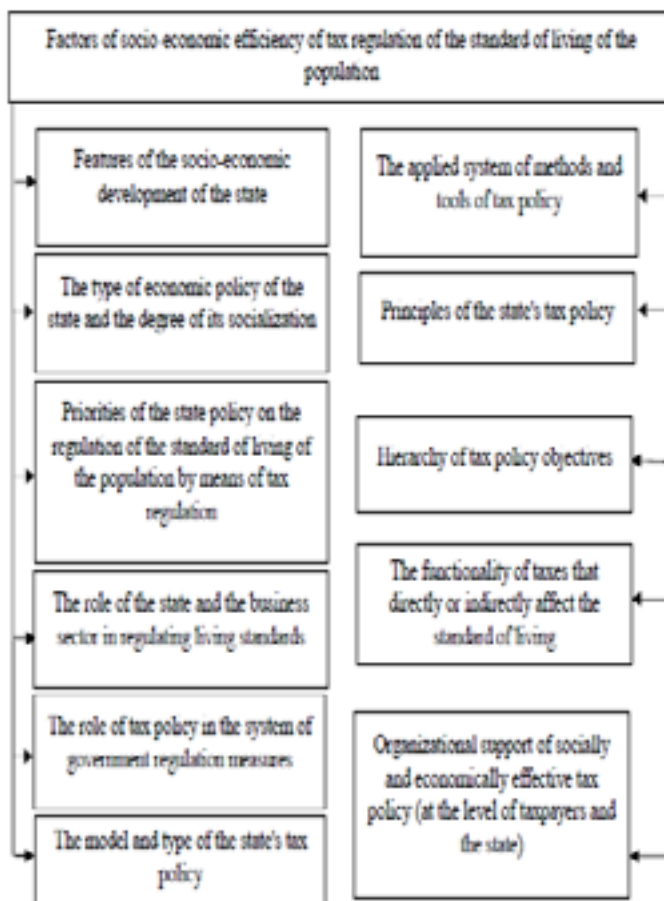 Factors of socio-economic efficiency of tax regulation of the standard of living of the
population
Features of the socio-economic
development of the state
The type of economic policy of the
state and the degree of its socialization
Priorities of the state policy on the
regulation of the standard of living of
the population by means of tax
regulation
The role of the state and the business
sector in regulating living standards
The role of tax policy in the system of
government regulation measures
The model and type of the state's tax
policy
The applied system of methods and
tools of tax policy
Principles of the state's tax policy
Hierarchy of tax policy objectives
The functionality of taxes that
directly or indirectly affect the
standard of living
Organizational support of socially
and economically effective tax
policy (at the level of taxpayers and
the state)